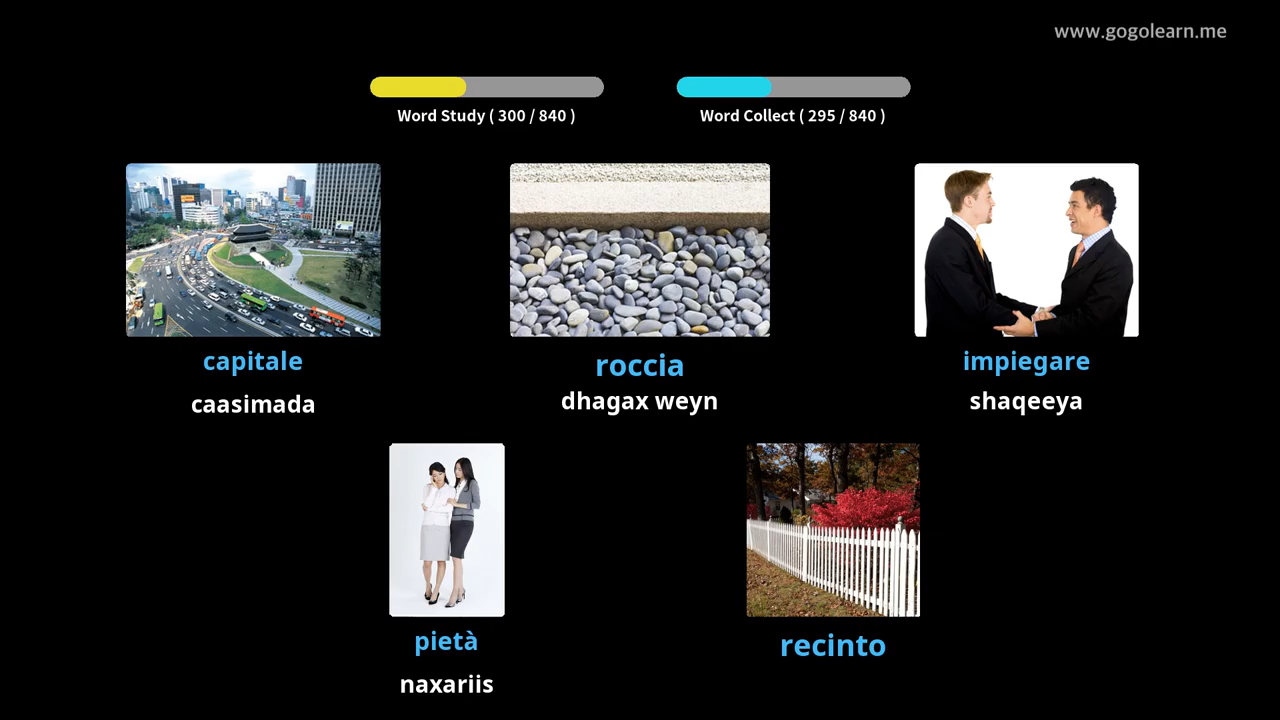 www.gogolearn.me
Word Study ( 300 / 840 )
Word Collect ( 295 / 840 )
capitale
caasimada
roccia
dhagax weyn
impiegare
shaqeeya
pietà
naxariis
recinto